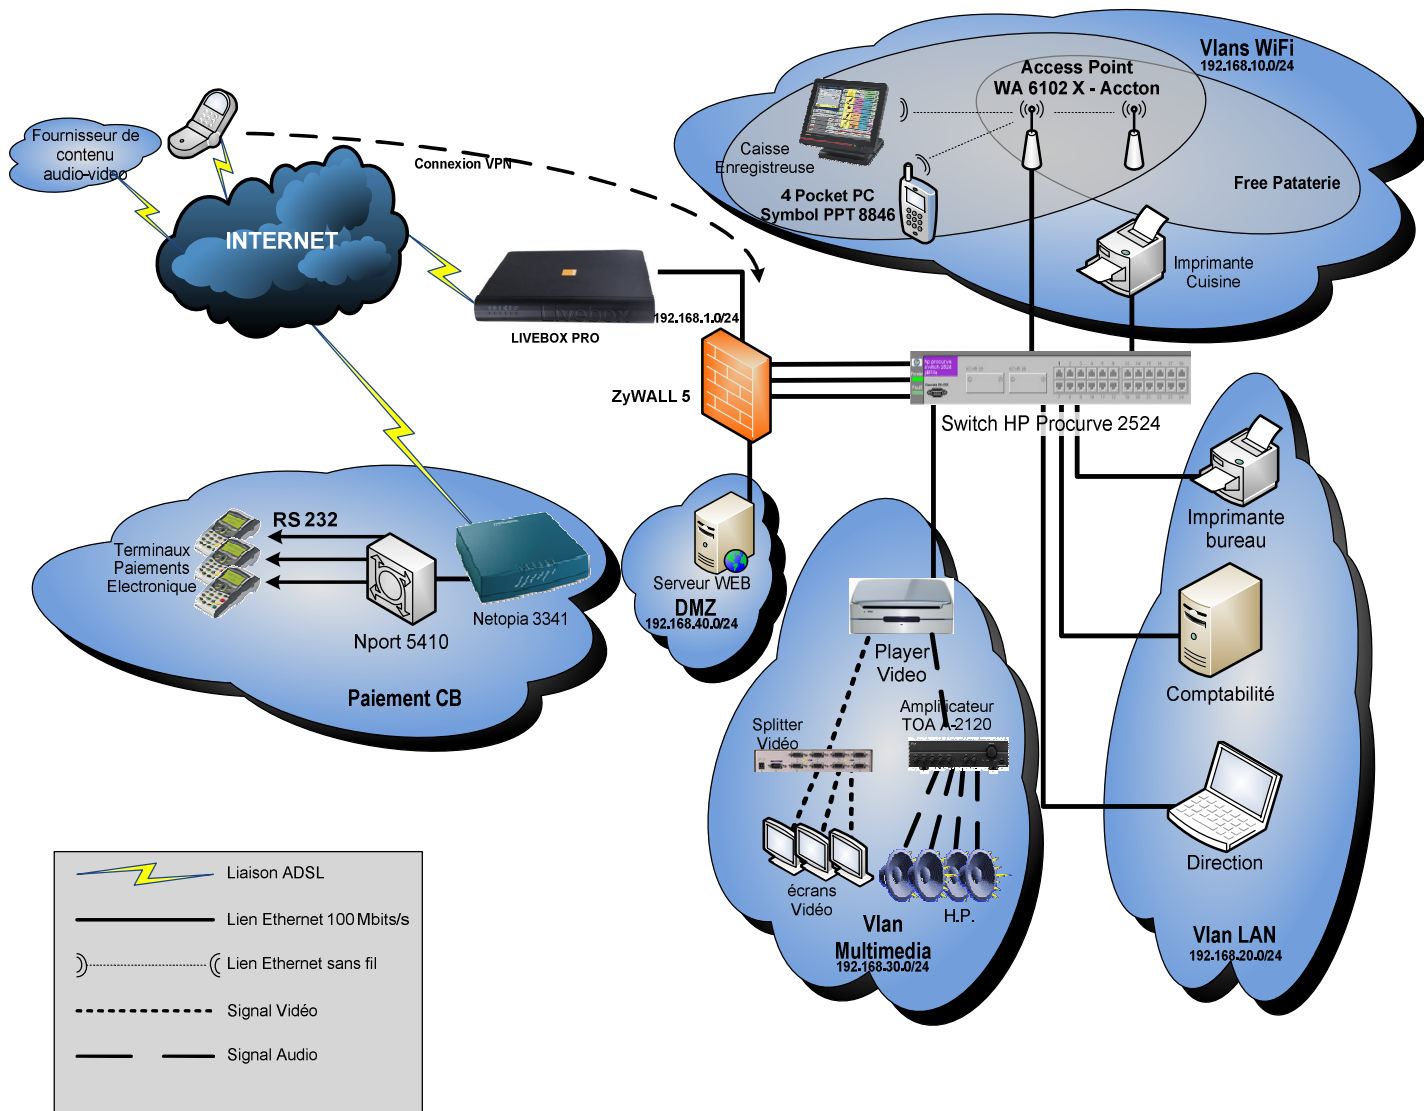 Vlans WiFi
192.168.10.0/24
Access Point
WA 6102 X - Accton
Fournisseur de
contenu
audio-video
Connexion VPN
Caisse
Enregistreuse
4 Pocket PC
Symbol PPT 8846
Free Pataterie
INTERNET
Imprimante
Cuisine
Livebox
LIVEBOX PRO
192.168.1.0/24
ZyWALL 5
hp procurve
Switch HP Procurve 2524
RS 232
Terminaux
Paiements
Electronique
Nport 5410
Netopia 3341
Paiement CB
Serveur WEB
DMZ
192.168.40.0/24
Imprimante
bureau
Player
Video
Comptabilité
Amplificateur
TOA A-2120
Splitter
Vidéo
Direction
écrans
Vidéo
H.P.
Vlan
Multimedia
192-168-30-0/24
Vlan LAN
192-168-20-0/24
Liaison ADSL
Lien Ethernet 100 Mbits/s
Lien Ethernet sans fil
Signal Vidéo
Signal Audio